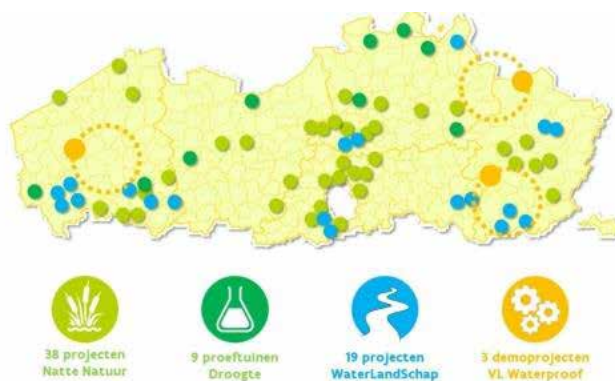 38 projecten
Natte Natuur
9 proeftuinen
Droogte
19 projecten
WaterLandSchap
3 demoprojecten
VL Waterproof